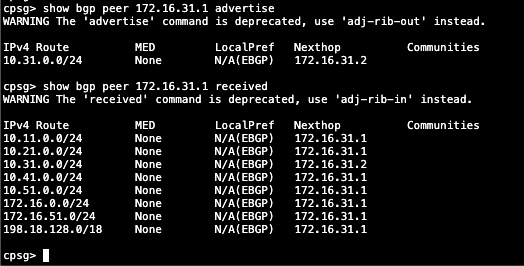 cpsg> show bgp peer 172.16.31.1 advertise
WARNING The 'advertise' command is deprecated, use 'adj-rib-out' instead.
IPv4 Route MED LocalPref Nexthop Communities
10.31.0.0/24 None N/A(EBGP) 172.16.31.2
cpsg> show bgp peer 172.16.31.1 received
WARNING The 'received' command is deprecated, use 'adj-rib-in' instead.
IPv4 Route MED LocalPref Nexthop Communities
10.11.0.0/24 None N/A(EBGP) 172.16.31.1
10.21.0.0/24 None N/A(EBGP) 172.16.31.1
10.31.0.0/24 None N/A(EBGP) 172.16.31.2
10.41.0.0/24 None N/A(EBGP) 172.16.31.1
10.51.0.0/24 None N/A(EBGP) 172.16.31.1
172.16.0.0/24 None N/A(EBGP) 172.16.31.1
172.16.51.0/24 None N/A(EBGP) 172.16.31.1
198.18.128.0/18 None N/A(EBGP) 172.16.31.1
cpsg>